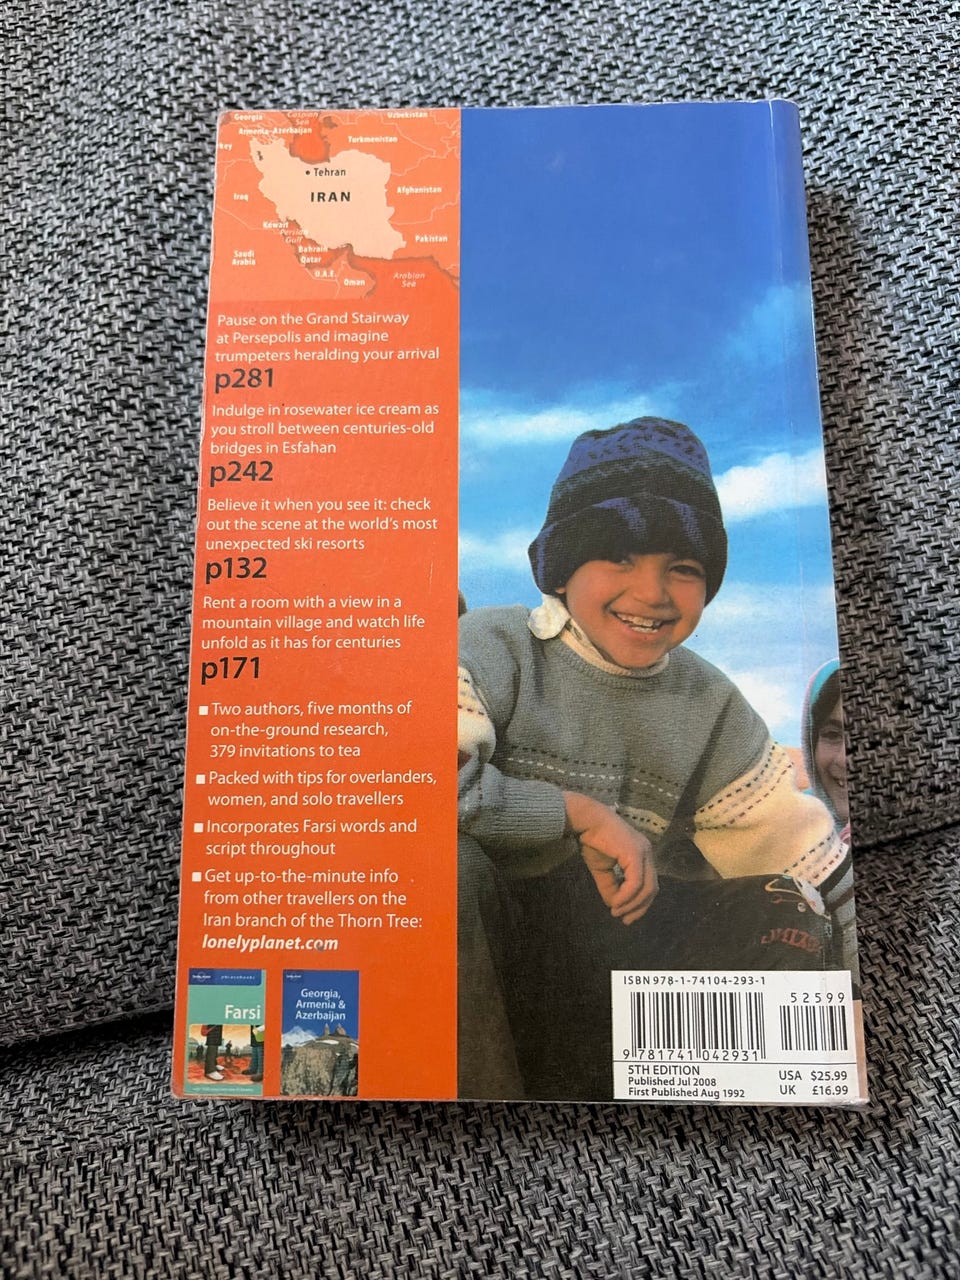 Georgia
Caspian
Sea
Uzbekistan
Armenia
Azerbaijan
key
Turkmenistan
Tehran
IRAN
Iraq
Afghanistan
Kuwait
Persian
Gulf
Bahrain
Qatar
Pakistan
Saudi
Arabia
U.A.E.
Oman
Arabian
Sea
Pause on the Grand Stairway
at Persepolis and imagine
trumpeters heralding your arrival
p281
Indulge in rosewater ice cream as
you stroll between centuries-old
bridges in Esfahan
p242
Believe it when you see it: check
out the scene at the world's most
unexpected ski resorts
p132
Rent a room with a view in a
mountain village and watch life
unfold as it has for centuries
p171
Two authors, five months of
on-the-ground research,
379 invitations to tea
Packed with tips for overlanders,
women, and solo travellers
Incorporates Farsi words and
script throughout
Get up-to-the-minute info
from other travellers on the
Iran branch of the Thorn Tree:
lonelyplanet.com
phrasebooks
Farsi
Georgia,
Armenia &
Azerbaijan
ISBN 978-1-74104-293-1
52599
9 781741 042931
5TH EDITION
Published Jul 2008
First Published Aug 1992
USA $25.99
UK £16.99